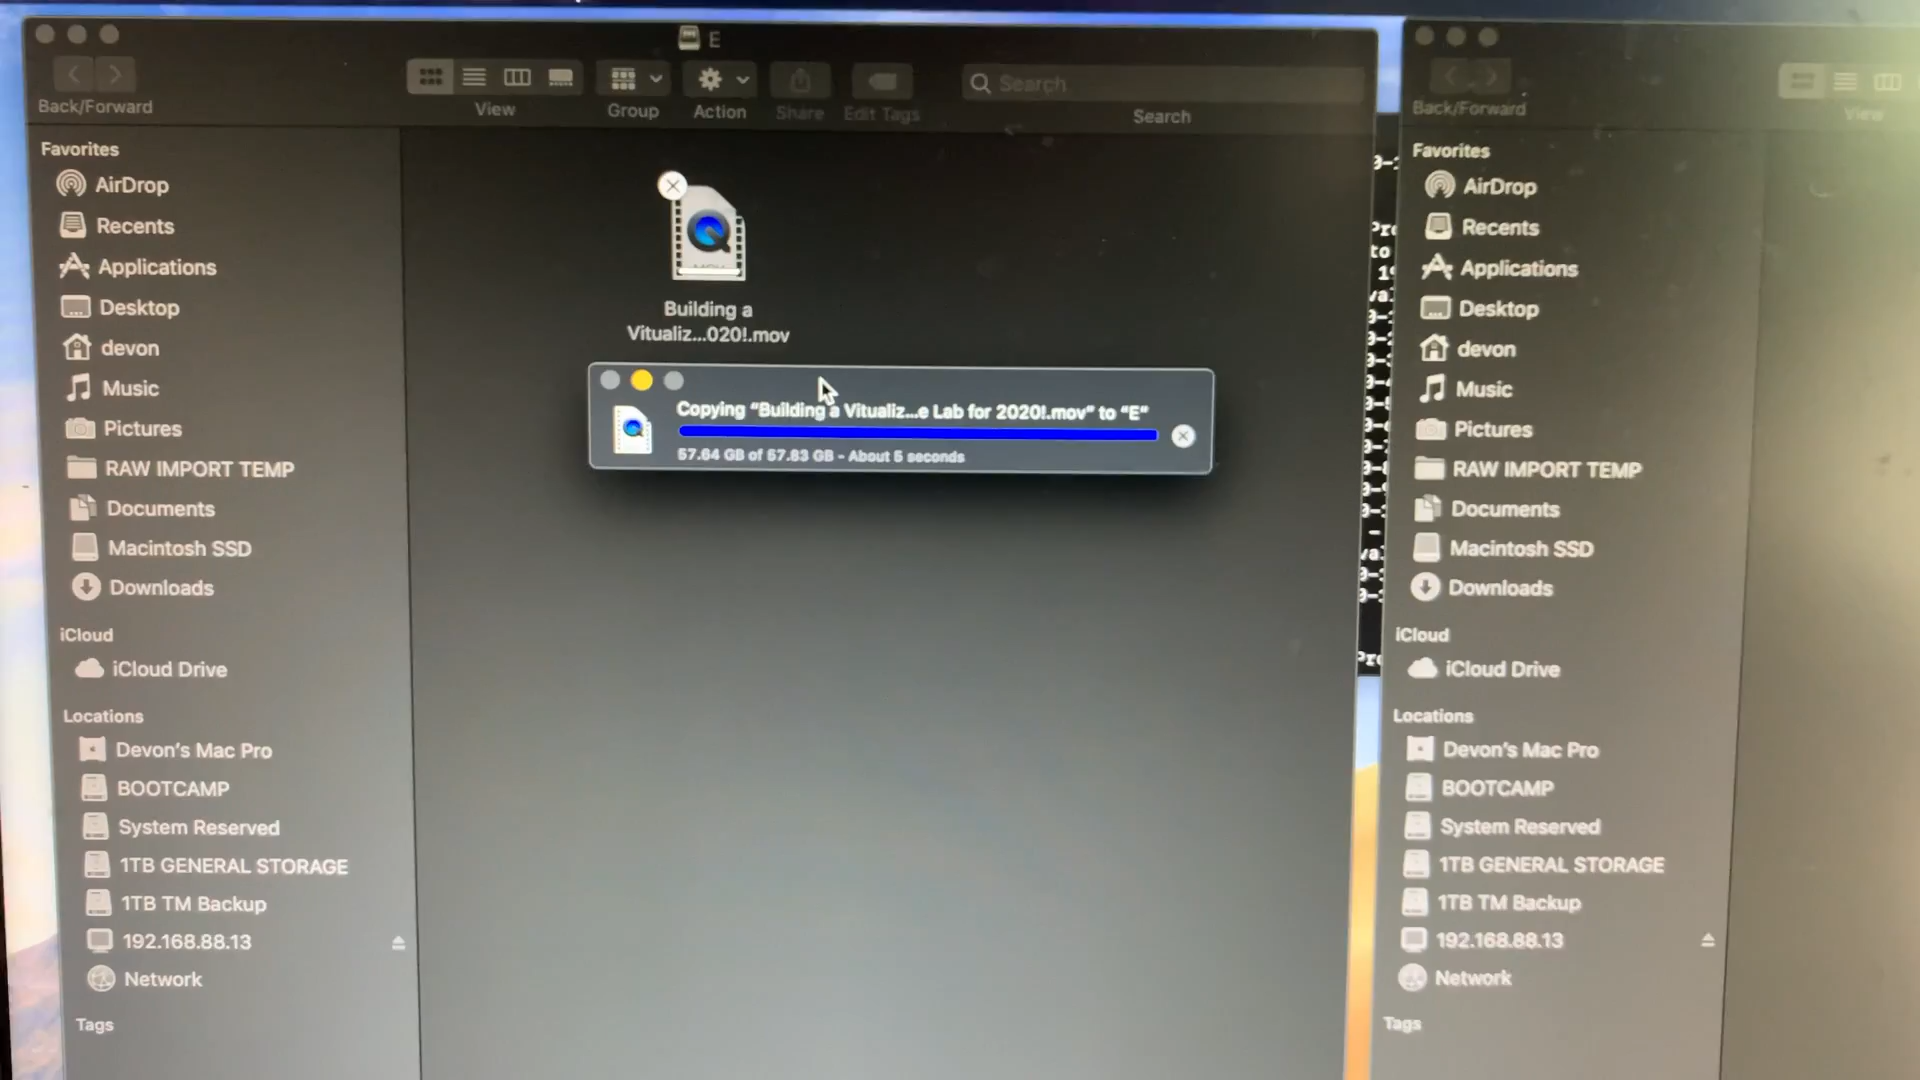 E
Back/Forward
View
Group
Action
Share
Edit Tags
Search
Search
Favorites
AirDrop
Recents
Applications
Desktop
devon
Music
Pictures
RAW IMPORT TEMP
Documents
Macintosh SSD
Downloads
iCloud
iCloud Drive
Locations
Devon's Mac Pro
BOOTCAMP
System Reserved
1TB GENERAL STORAGE
1TB TM Backup
192.168.88.13
Network
Tags
Building a
Vitualiz...020!.mov
Copying "Building a Vitualiz...e Lab for 2020!.mov" to "E"
57.64 GB of 57.83 GB - About 5 seconds
Back/Forward
View
Favorites
AirDrop
Recents
Applications
Desktop
devon
Music
Pictures
RAW IMPORT TEMP
Documents
Macintosh SSD
Downloads
iCloud
iCloud Drive
Locations
Devon's Mac Pro
BOOTCAMP
System Reserved
1TB GENERAL STORAGE
1TB TM Backup
192.168.88.13
Network
Tags